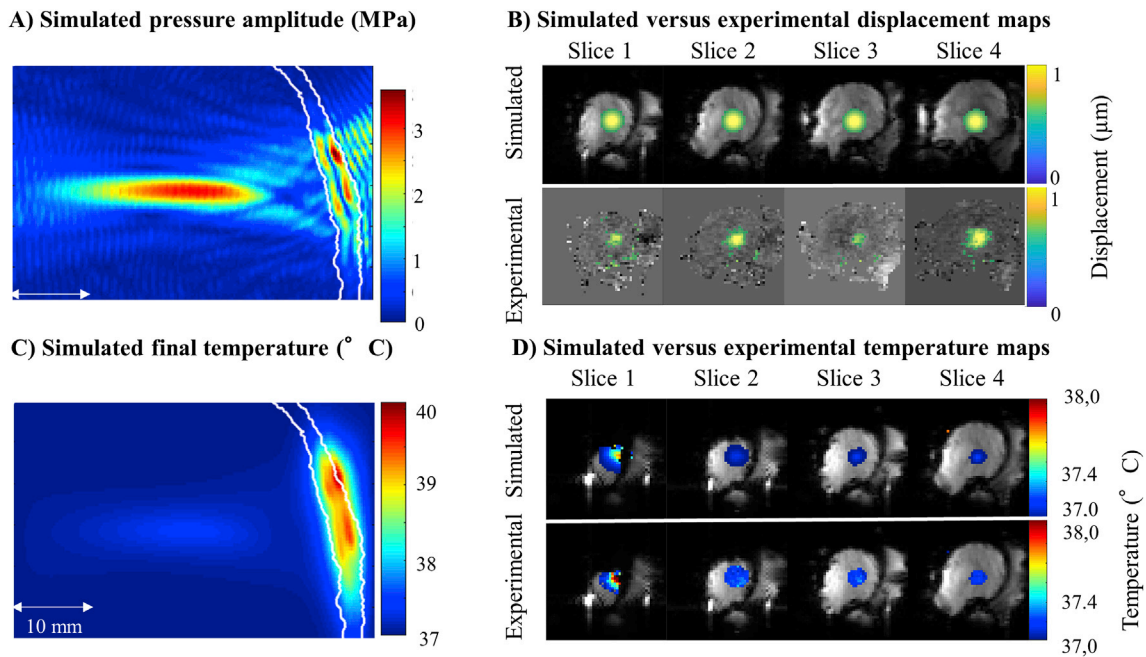 A) Simulated pressure amplitude (MPa)
3
2
1
0
B) Simulated versus experimental displacement maps
Slice 1 Slice 2 Slice 3 Slice 4
Simulated
Experimental
1
0
1
0
Displacement (μm)
C) Simulated final temperature (° C)
10 mm
40
39
38
37
D) Simulated versus experimental temperature maps
Slice 1 Slice 2 Slice 3 Slice 4
Simulated
Experimental
38,0
37.4
37.0
38,0
37.4
37,0
Temperature (° C)